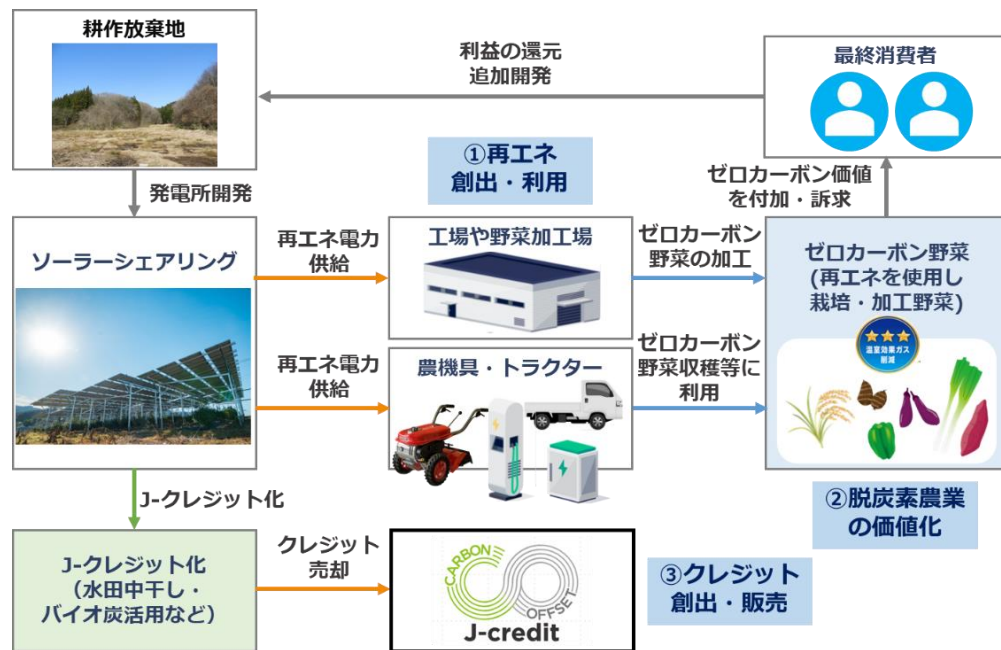 耕作放棄地
利益の還元
追加開発
最終消費者
①再エネ
創出・利用
発電所開発
ゼロカーボン価値
を付加・訴求
ソーラーシェアリング
再エネ電力
供給
工場や野菜加工場
ゼロカーボン
野菜の加工
ゼロカーボン野菜
(再エネを使用し
栽培・加工野菜)
★★★
温室効果ガス
削減
再エネ電力
供給
農機具・トラクター
ゼロカーボン
野菜収穫等に
利用
②脱炭素農業
の価値化
J-クレジット化
J-クレジット化
（水田中干し・
バイオ炭活用など）
クレジット
売却
CARBON
OFFSET
J-credit
③クレジット
創出・販売